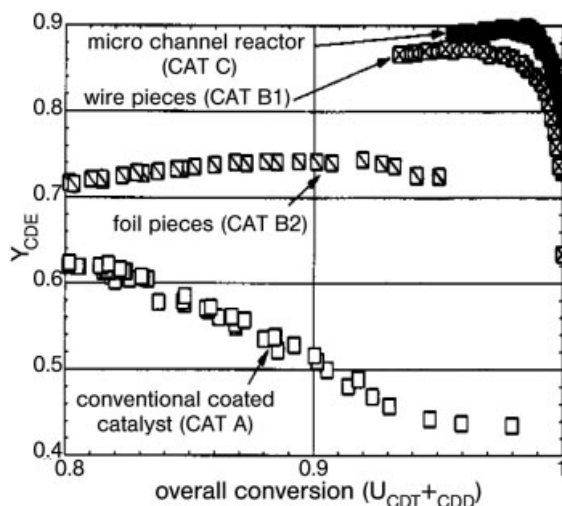 0.9
micro channel reactor
(CAT C)
wire pieces (CAT B1)
0.8
0.7
foil pieces (CAT B2)
Y_CDE
0.6
0.5
conventional coated
catalyst (CAT A)
0.4
0.8 0.9 1
overall conversion (U_CDT+CDD)